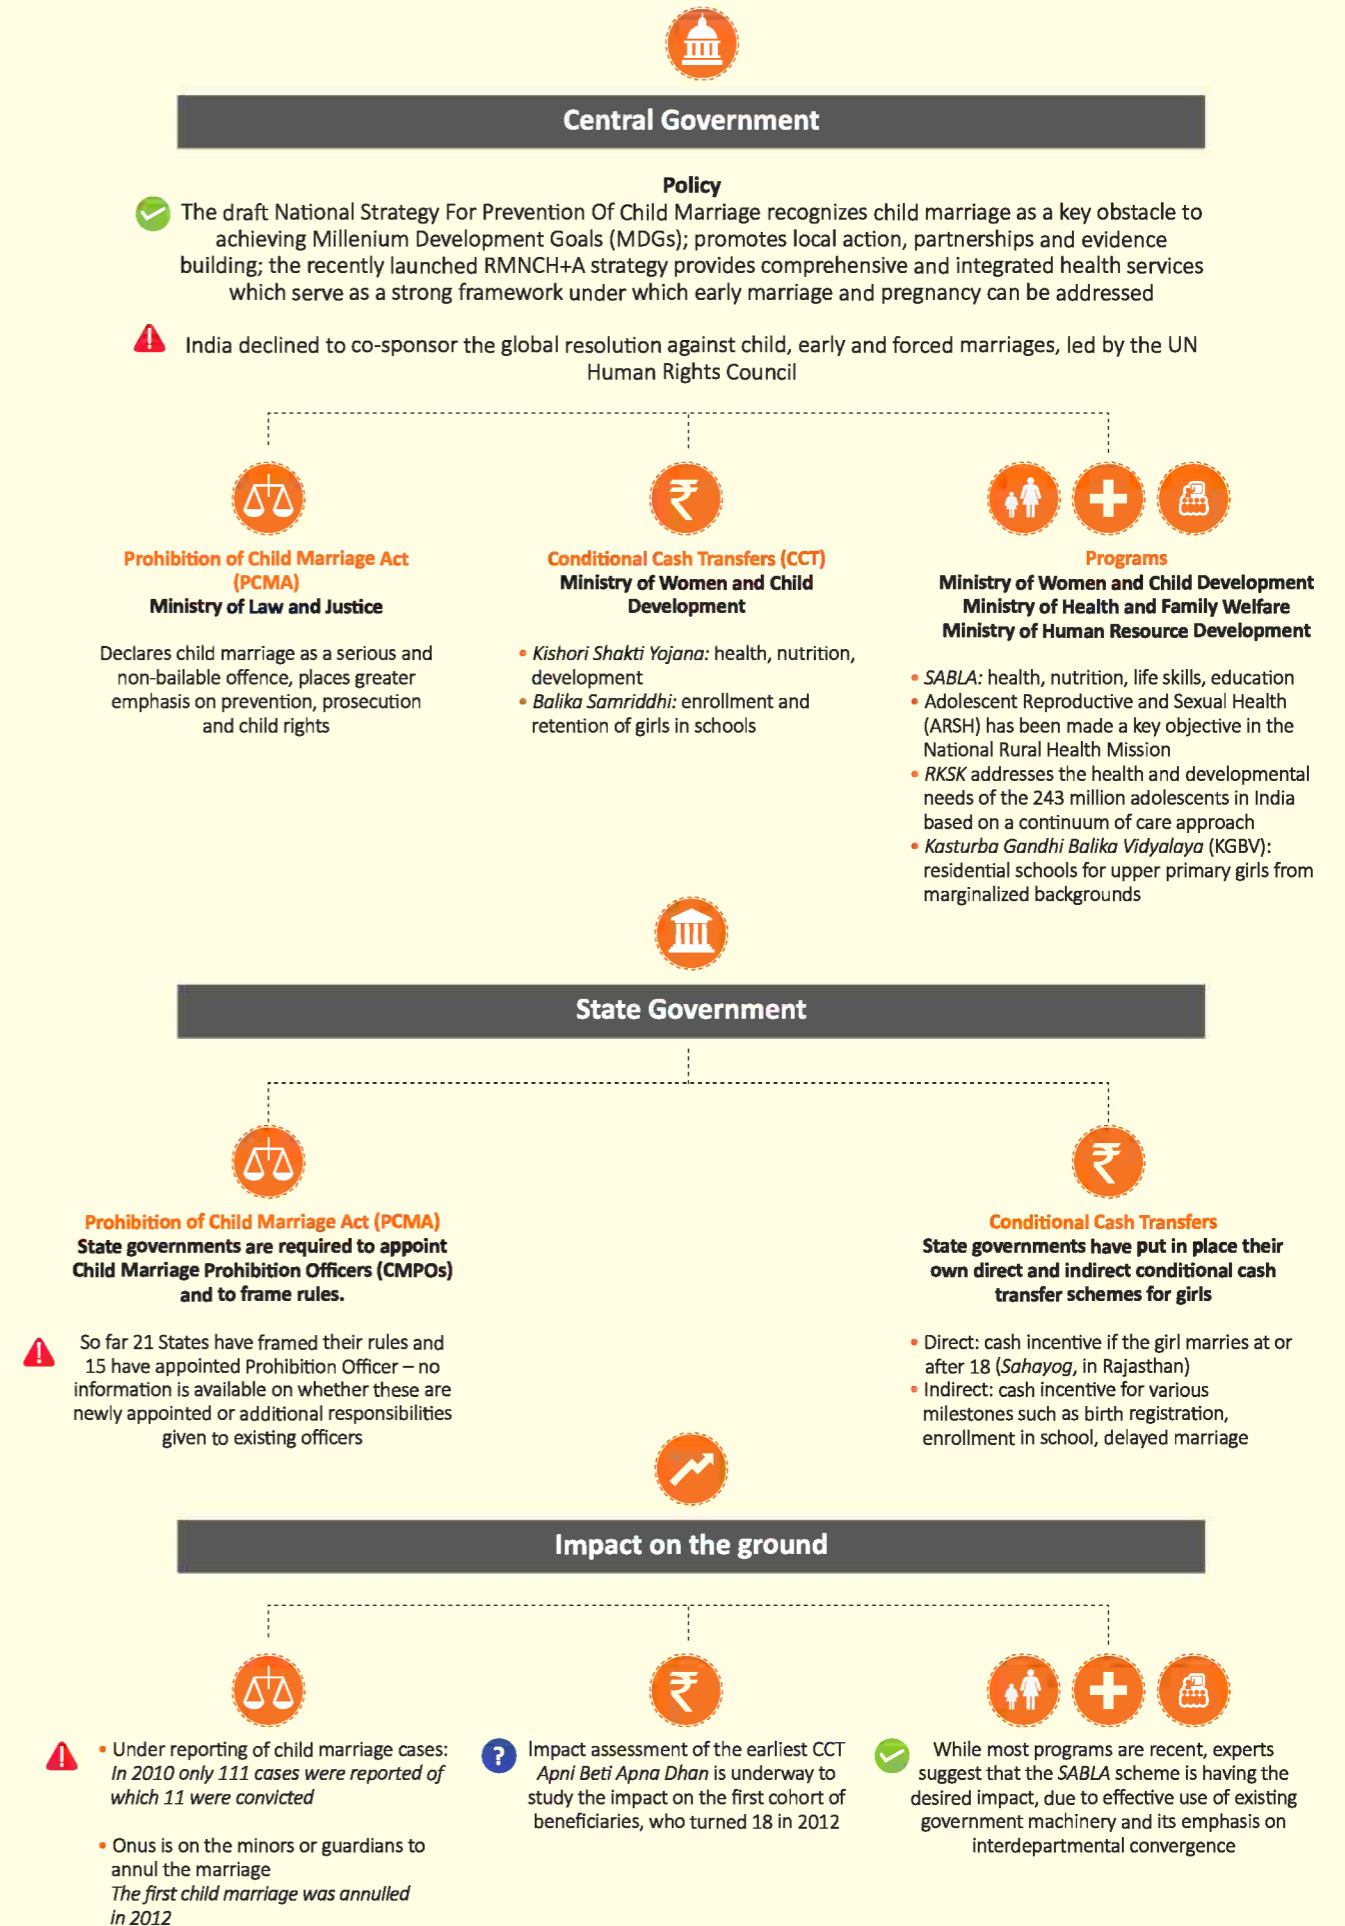 Central Government
Policy
The draft National Strategy For Prevention Of Child Marriage recognizes child marriage as a key obstacle to
achieving Millenium Development Goals (MDGs); promotes local action, partnerships and evidence
building; the recently launched RMNCH+A strategy provides comprehensive and integrated health services
which serve as a strong framework under which early marriage and pregnancy can be addressed
India declined to co-sponsor the global resolution against child, early and forced marriages, led by the UN
Human Rights Council
Prohibition of Child Marriage Act
(PCMA)
Ministry of Law and Justice
Declares child marriage as a serious and
non-bailable offence, places greater
emphasis on prevention, prosecution
and child rights
₹
Conditional Cash Transfers (CCT)
Ministry of Women and Child
Development
• Kishori Shakti Yojana: health, nutrition,
development
• Balika Samriddhi: enrollment and
retention of girls in schools
Programs
Ministry of Women and Child Development
Ministry of Health and Family Welfare
Ministry of Human Resource Development
• SABLA: health, nutrition, life skills, education
• Adolescent Reproductive and Sexual Health
(ARSH) has been made a key objective in the
National Rural Health Mission
• RKSK addresses the health and developmental
needs of the 243 million adolescents in India
based on a continuum of care approach
• Kasturba Gandhi Balika Vidyalaya (KGBV):
residential schools for upper primary girls from
marginalized backgrounds
State Government
Prohibition of Child Marriage Act (PCMA)
State governments are required to appoint
Child Marriage Prohibition Officers (CMPOs)
and to frame rules.
So far 21 States have framed their rules and
15 have appointed Prohibition Officer – no
information is available on whether these are
newly appointed or additional responsibilities
given to existing officers
₹
Conditional Cash Transfers
State governments have put in place their
own direct and indirect conditional cash
transfer schemes for girls
• Direct: cash incentive if the girl marries at or
after 18 (Sahayog, in Rajasthan)
• Indirect: cash incentive for various
milestones such as birth registration,
enrollment in school, delayed marriage
Impact on the ground
• Under reporting of child marriage cases:
In 2010 only 111 cases were reported of
which 11 were convicted
• Onus is on the minors or guardians to
annul the marriage
The first child marriage was annulled
in 2012
₹
? Impact assessment of the earliest CCT
Apni Beti Apna Dhan is underway to
study the impact on the first cohort of
beneficiaries, who turned 18 in 2012
While most programs are recent, experts
suggest that the SABLA scheme is having the
desired impact, due to effective use of existing
government machinery and its emphasis on
interdepartmental convergence